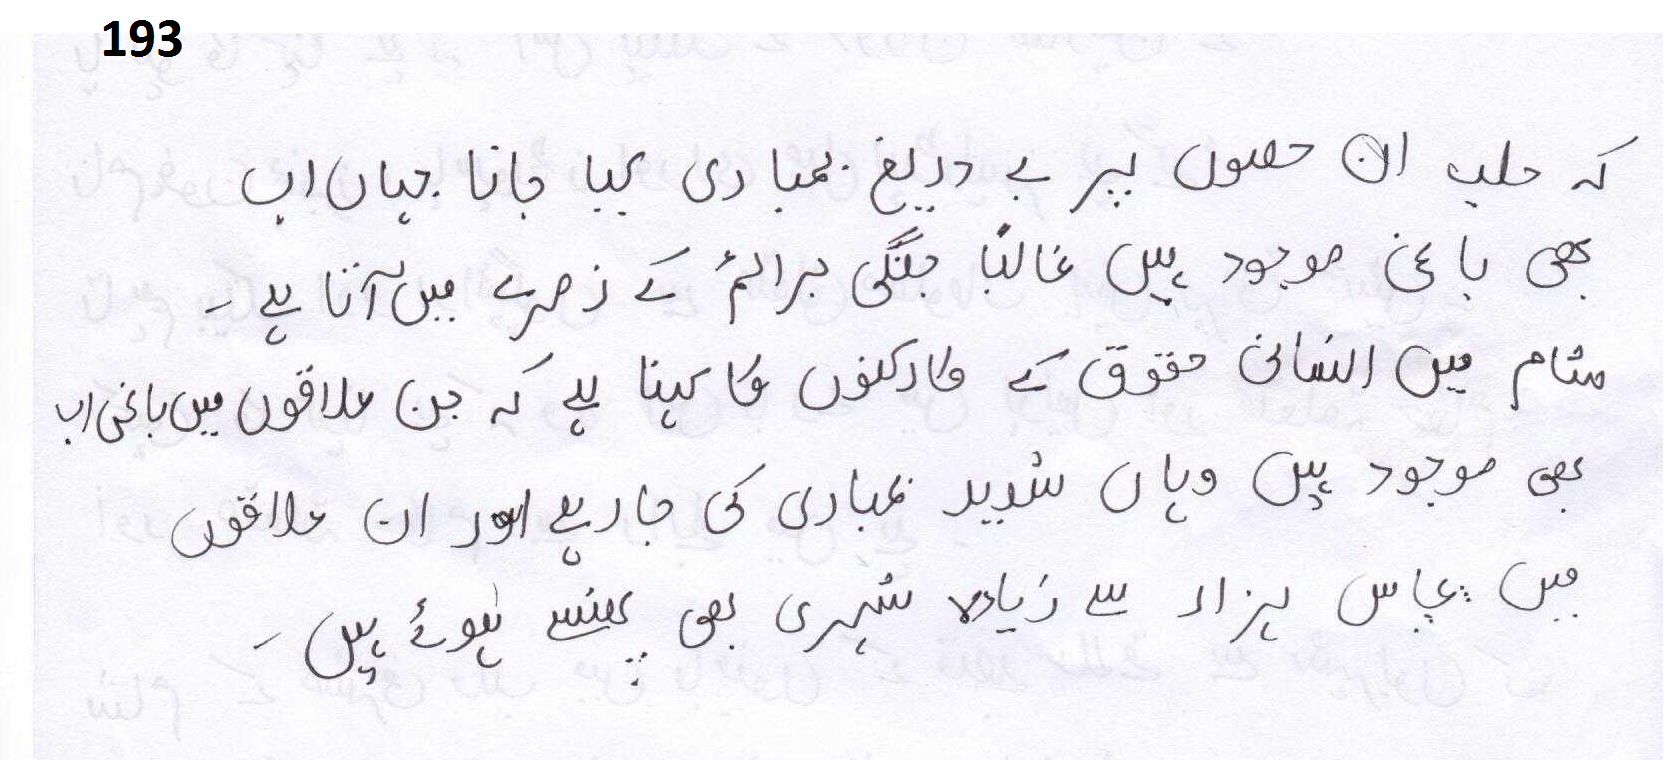 193
کہ حلب ان حصوں پر بے دریغ بمباری کیا جانا جہاں اب
بھی باغی موجود ہیں غالبًا جنگی جرائم کے زمرے میں آتا ہے ۔
شام میں انسانی حقوق کے کارکنوں کا کہنا ہے کہ جن علاقوں میں باغی اب
بھی موجود ہیں وہاں شدید بمباری کی جا رہے اور ان علاقوں
میں پچاس ہزار سے زیادہ شہری بھی پھنسے ہوئے ہیں ۔